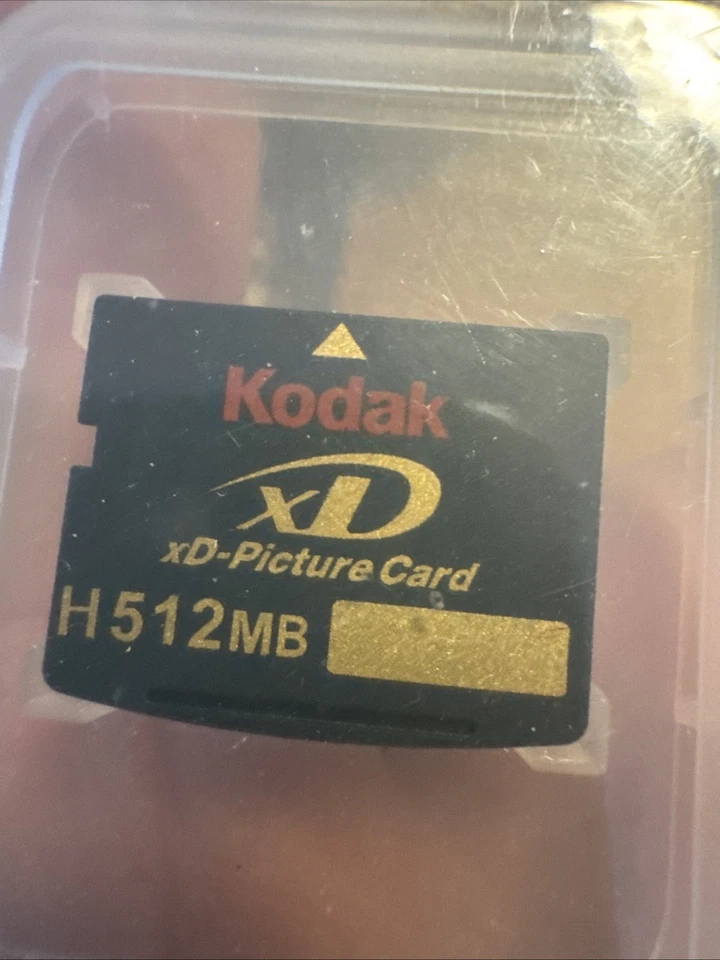 Kodak
xD
xD-Picture Card
H 512MB